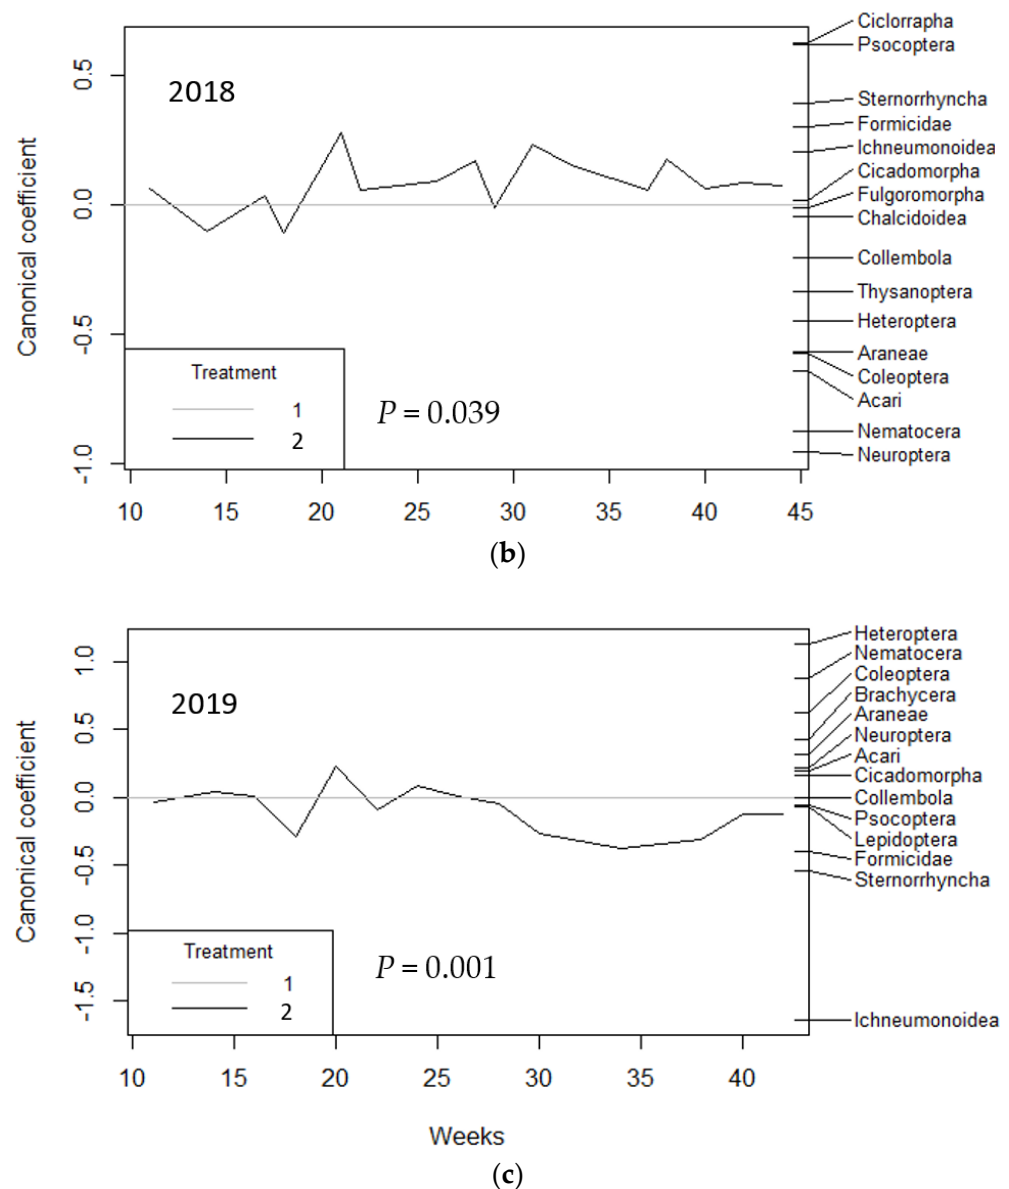 Ciclorrapha
Psocoptera
0.5
2018
Sternorrhyncha
Formicidae
Ichneumonoidea
Cicadomorpha
0.0
Fulgoromorpha
Chalcidoidea
Canonical coefficient
Collembola
Thysanoptera
-0.5
Heteroptera
Araneae
Treatment
Coleoptera
Acari
1
P = 0.039
2
Nematocera
-1.0
Neuroptera
10 15 20 25 30 35 40 45
(b)
Heteroptera
1.0
Nematocera
Coleoptera
2019
Brachycera
0.5
Araneae
Neuroptera
Acari
Cicadomorpha
0.0
Collembola
Psocoptera
Lepidoptera
Canonical coefficient
-0.5
Formicidae
Sternorrhyncha
-1.0
Treatment
P = 0.001
1
-1.5
2
Ichneumonoidea
10 15 20 25 30 35 40
Weeks
(c)